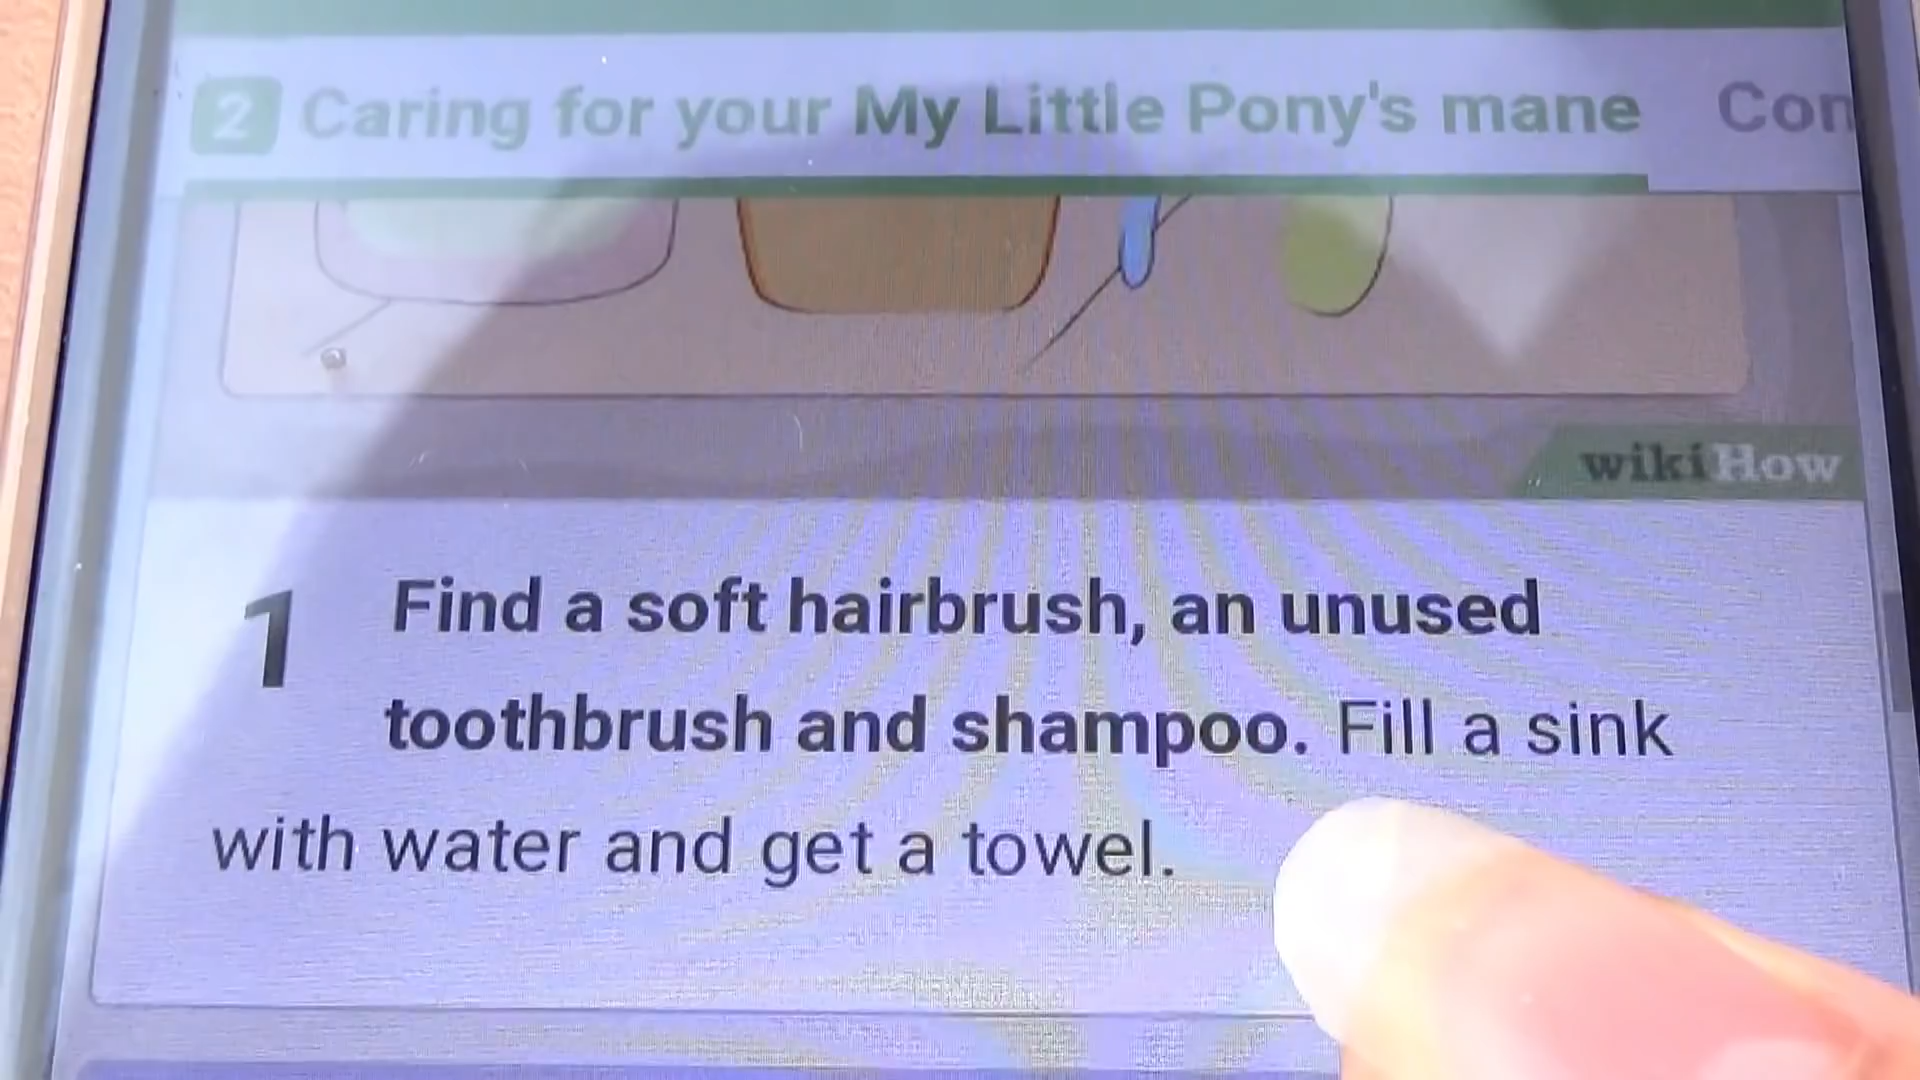 2 Caring for your My Little Pony's mane Con
wikiHow
1 Find a soft hairbrush, an unused
toothbrush and shampoo. Fill a sink
with water and get a towel.